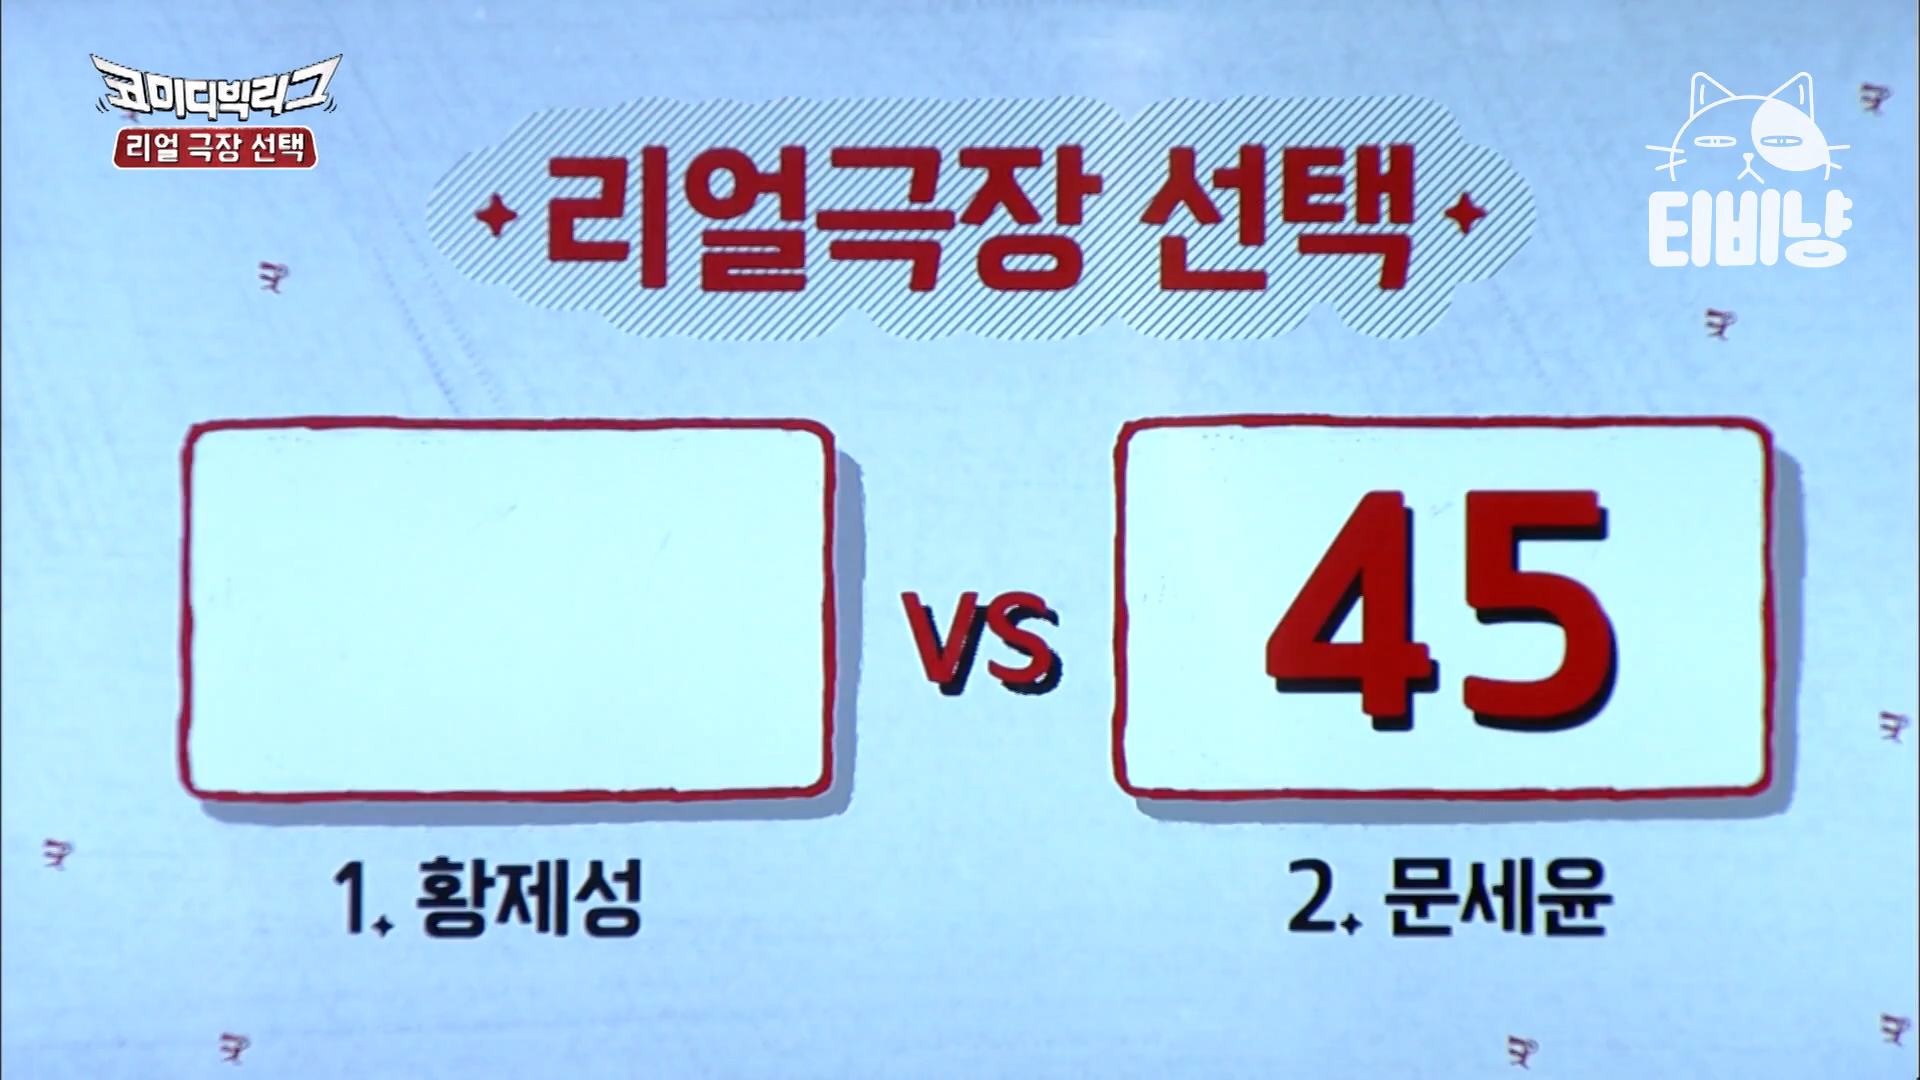 코미디빅리그
리얼 극장 선택
티비냥
리얼극장 선택
VS
45
1. 황제성
2. 문세윤